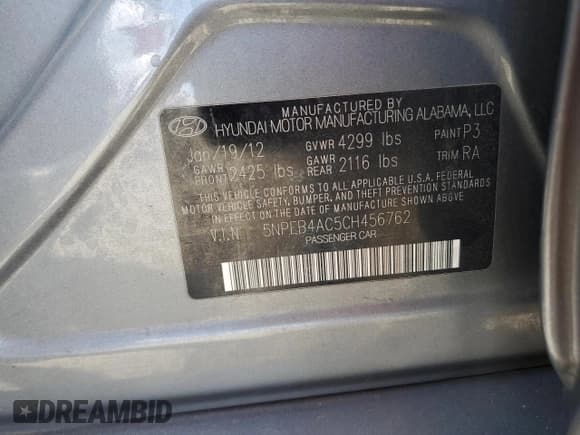 MANUFACTURED BY
HYUNDAI MOTOR MANUFACTURING ALABAMA, LLC
Jan/19/12 GVWR 4299 lbs PAINT P3
GAWR FRONT 2425 lbs GAWR REAR 2116 lbs TRIM RA
THIS VEHICLE CONFORMS TO ALL APPLICABLE U.S.A. FEDERAL
MOTOR VEHICLE SAFETY, BUMPER, AND THEFT PREVENTION STANDARDS
IN EFFECT ON THE DATE OF MANUFACTURE SHOWN ABOVE
V.I.N 5NPEB4AC5CH456762
PASSENGER CAR
DREAMBID